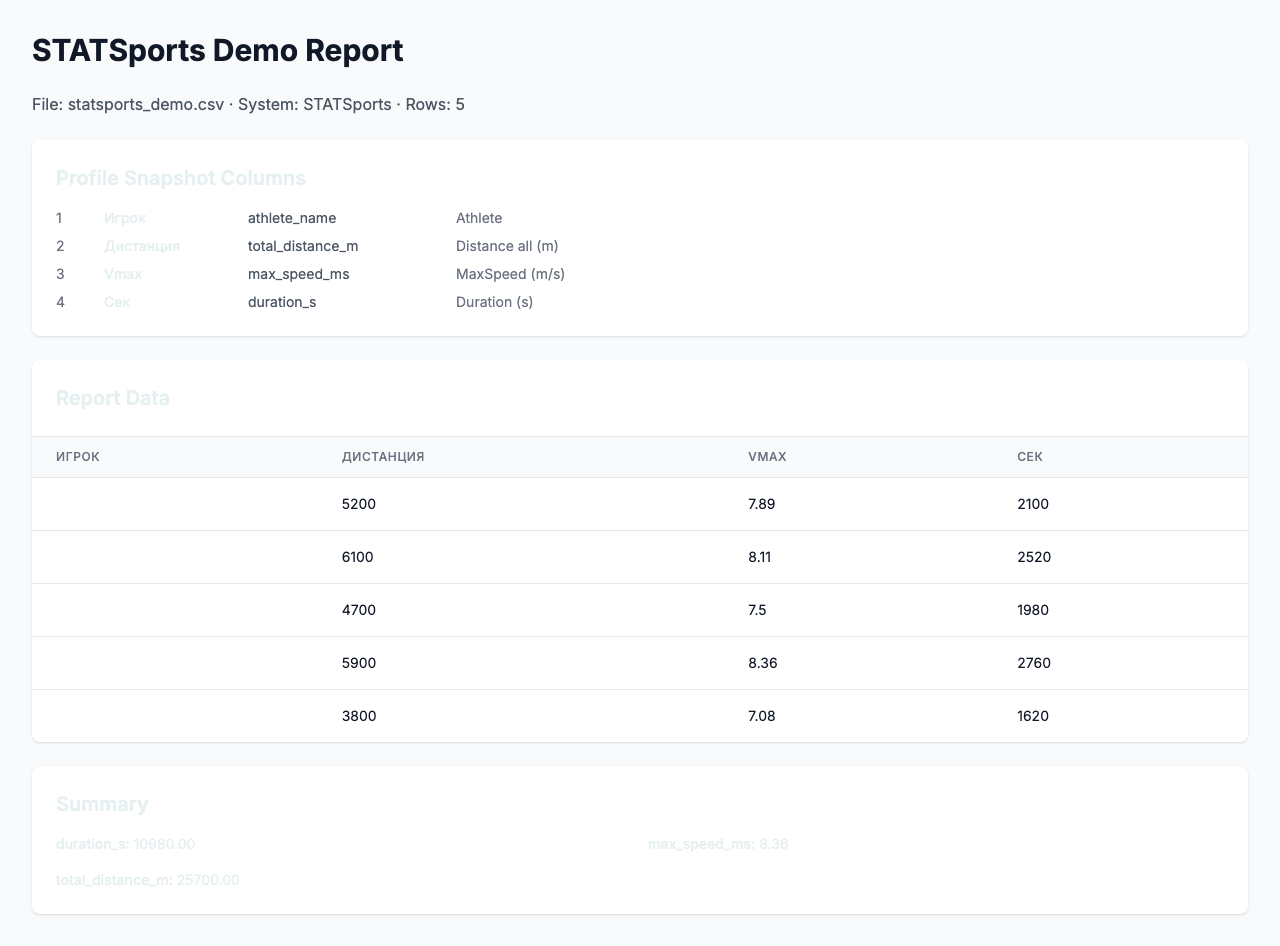 STATSports Demo Report
File: statsports_demo.csv · System: STATSports · Rows: 5
Profile Snapshot Columns
1 Игрок athlete_name Athlete
2 Дистанция total_distance_m Distance all (m)
3 Vmax max_speed_ms MaxSpeed (m/s)
4 Сек duration_s Duration (s)
Report Data
ИГРОК ДИСТАНЦИЯ VMAX СЕК
5200 7.89 2100
6100 8.11 2520
4700 7.5 1980
5900 8.36 2760
3800 7.08 1620
Summary
duration_s: 10980.00 max_speed_ms: 8.36
total_distance_m: 25700.00